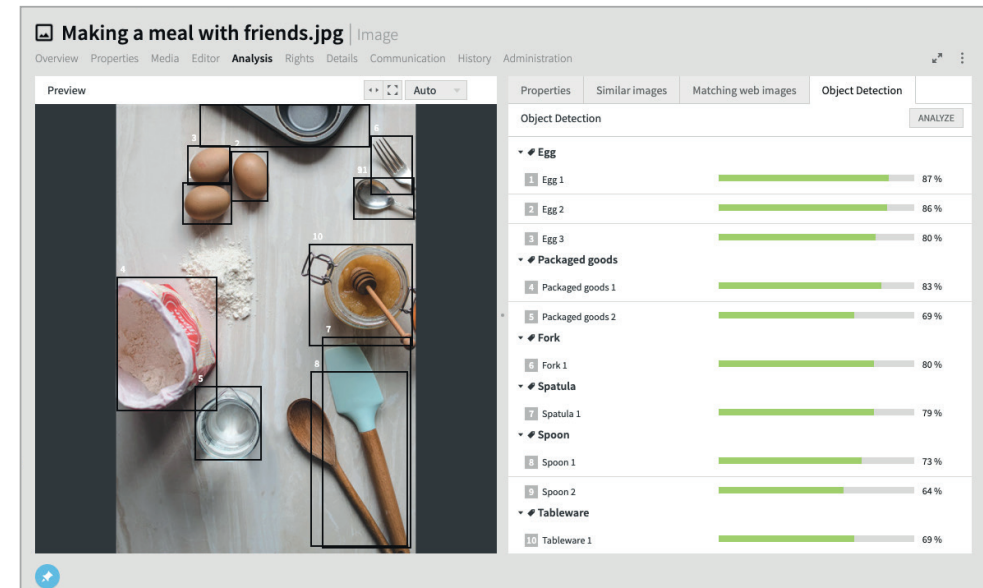 Making a meal with friends.jpg | Image
Overview Properties Media Editor Analysis Rights Details Communication History Administration
Preview
Auto
Properties Similar images Matching web images Object Detection
Object Detection ANALYZE
Egg
1 Egg 1 87 %
2 Egg 2 86 %
3 Egg 3 80 %
Packaged goods
4 Packaged goods 1 83 %
5 Packaged goods 2 69 %
Fork
6 Fork 1 80 %
Spatula
7 Spatula 1 79 %
Spoon
8 Spoon 1 73 %
9 Spoon 2 64 %
Tableware
10 Tableware 1 69 %
6
3
2
10
4
7
8
5